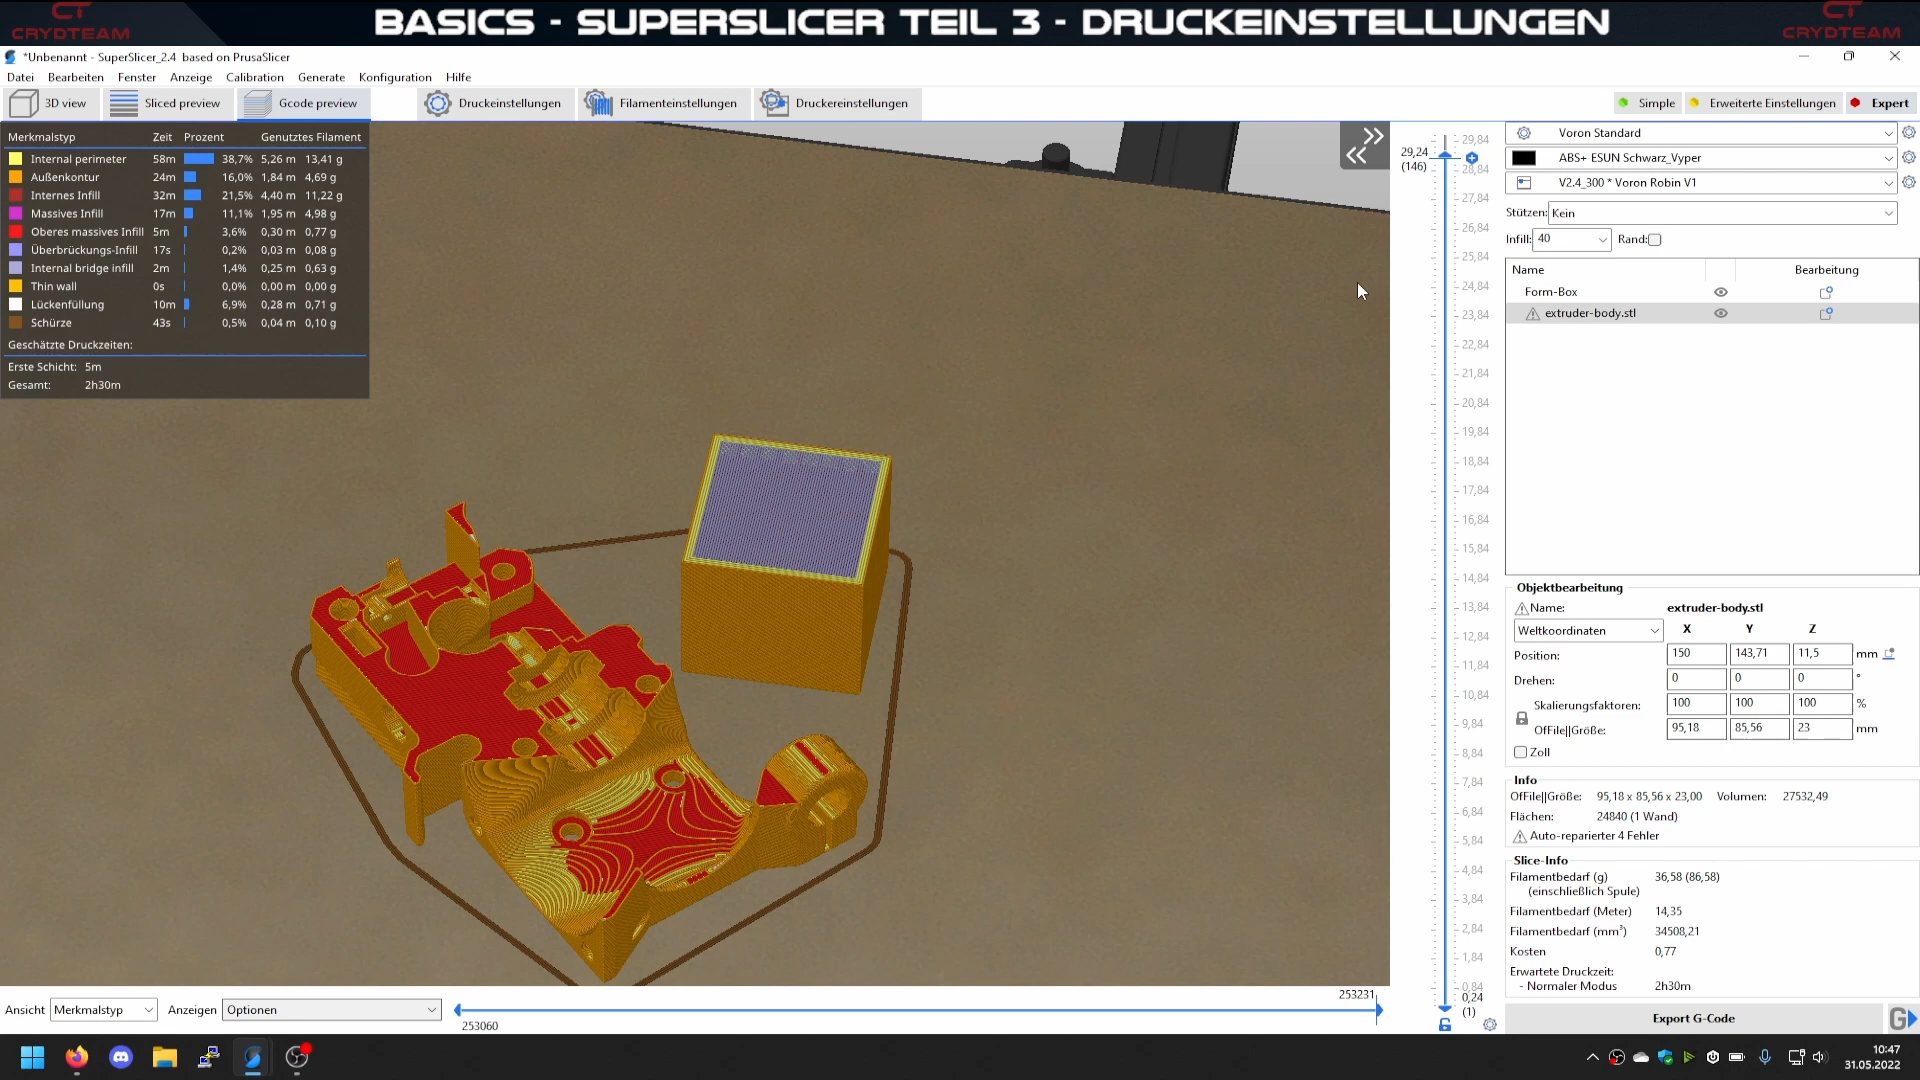 CT
CRYDTEAM
BASICS - SUPERSLICER TEIL 3 - DRUCKEINSTELLUNGEN
CT
CRYDTEAM
*Unbenannt - SuperSlicer_2.4 based on PrusaSlicer
Datei Bearbeiten Fenster Anzeige Calibration Generate Konfiguration Hilfe
3D view Sliced preview Gcode preview Druckeinstellungen Filamenteinstellungen Druckereinstellungen Simple Erweiterte Einstellungen Expert
Merkmalstyp Zeit Prozent Genutztes Filament
Internal perimeter 58m 38,7% 5,26 m 13,41 g
Außenkontur 24m 16,0% 1,84 m 4,69 g
Internes Infill 32m 21,5% 4,40 m 11,22 g
Massives Infill 17m 11,1% 1,95 m 4,98 g
Oberes massives Infill 5m 3,6% 0,30 m 0,77 g
Überbrückungs-Infill 17s 0,2% 0,03 m 0,08 g
Internal bridge infill 2m 1,4% 0,25 m 0,63 g
Thin wall 0s 0,0% 0,00 m 0,00 g
Lückenfüllung 10m 6,9% 0,28 m 0,71 g
Schürze 43s 0,5% 0,04 m 0,10 g
Geschätzte Druckzeiten:
Erste Schicht: 5m
Gesamt: 2h30m
29,24
(146)
29,84
28,84
27,84
26,84
25,84
24,84
23,84
22,84
21,84
20,84
19,84
18,84
17,84
16,84
15,84
14,84
13,84
12,84
11,84
10,84
9,84
8,84
7,84
6,84
5,84
4,84
3,84
2,84
1,84
0,84
0,24
(1)
Voron Standard
ABS+ ESUN Schwarz_Vyper
V2.4_300 * Voron Robin V1
Stützen: Kein
Infill: 40 Rand:
Name Bearbeitung
Form-Box
extruder-body.stl
Objektbearbeitung
Name: extruder-body.stl
Weltkoordinaten X Y Z
Position: 150 143,71 11,5 mm
Drehen: 0 0 0 °
Skalierungsfaktoren: 100 100 100 %
OfFile||Größe: 95,18 85,56 23 mm
Zoll
Info
OfFile||Größe: 95,18 x 85,56 x 23,00 Volumen: 27532,49
Flächen: 24840 (1 Wand)
Auto-reparierter 4 Fehler
Slice-Info
Filamentbedarf (g) 36,58 (86,58)
(einschließlich Spule)
Filamentbedarf (Meter) 14,35
Filamentbedarf (mm³) 34508,21
Kosten 0,77
Erwartete Druckzeit:
- Normaler Modus 2h30m
Export G-Code
G
Ansicht Merkmalstyp Anzeigen Optionen
253231
253060
10:47
31.05.2022